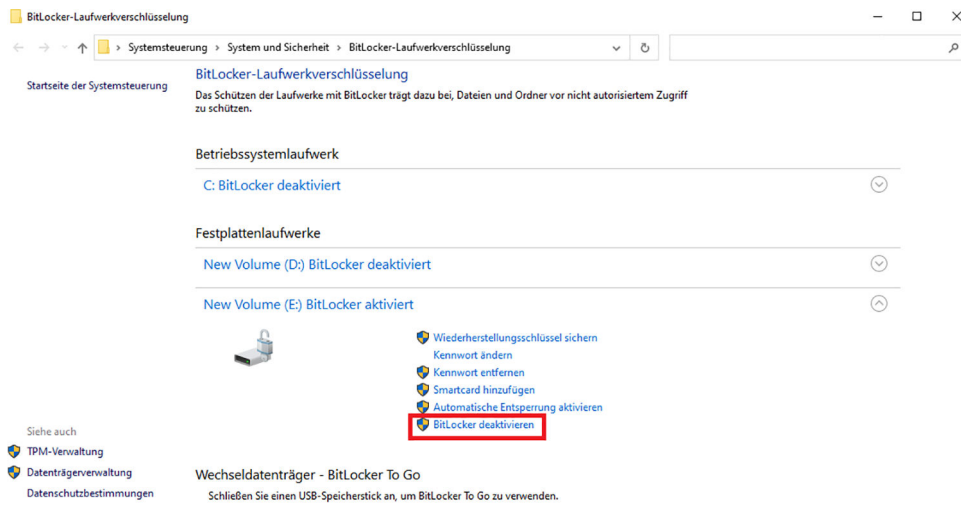 BitLocker-Laufwerkverschlüsselung
Systemsteuerung › System und Sicherheit › BitLocker-Laufwerkverschlüsselung
Startseite der Systemsteuerung
BitLocker-Laufwerkverschlüsselung
Das Schützen der Laufwerke mit BitLocker trägt dazu bei, Dateien und Ordner vor nicht autorisiertem Zugriff
zu schützen.
Betriebssystemlaufwerk
C: BitLocker deaktiviert
Festplattenlaufwerke
New Volume (D:) BitLocker deaktiviert
New Volume (E:) BitLocker aktiviert
Wiederherstellungsschlüssel sichern
Kennwort ändern
Kennwort entfernen
Smartcard hinzufügen
Automatische Entsperrung aktivieren
BitLocker deaktivieren
Siehe auch
TPM-Verwaltung
Datenträgerverwaltung
Datenschutzbestimmungen
Wechseldatenträger - BitLocker To Go
Schließen Sie einen USB-Speicherstick an, um BitLocker To Go zu verwenden.